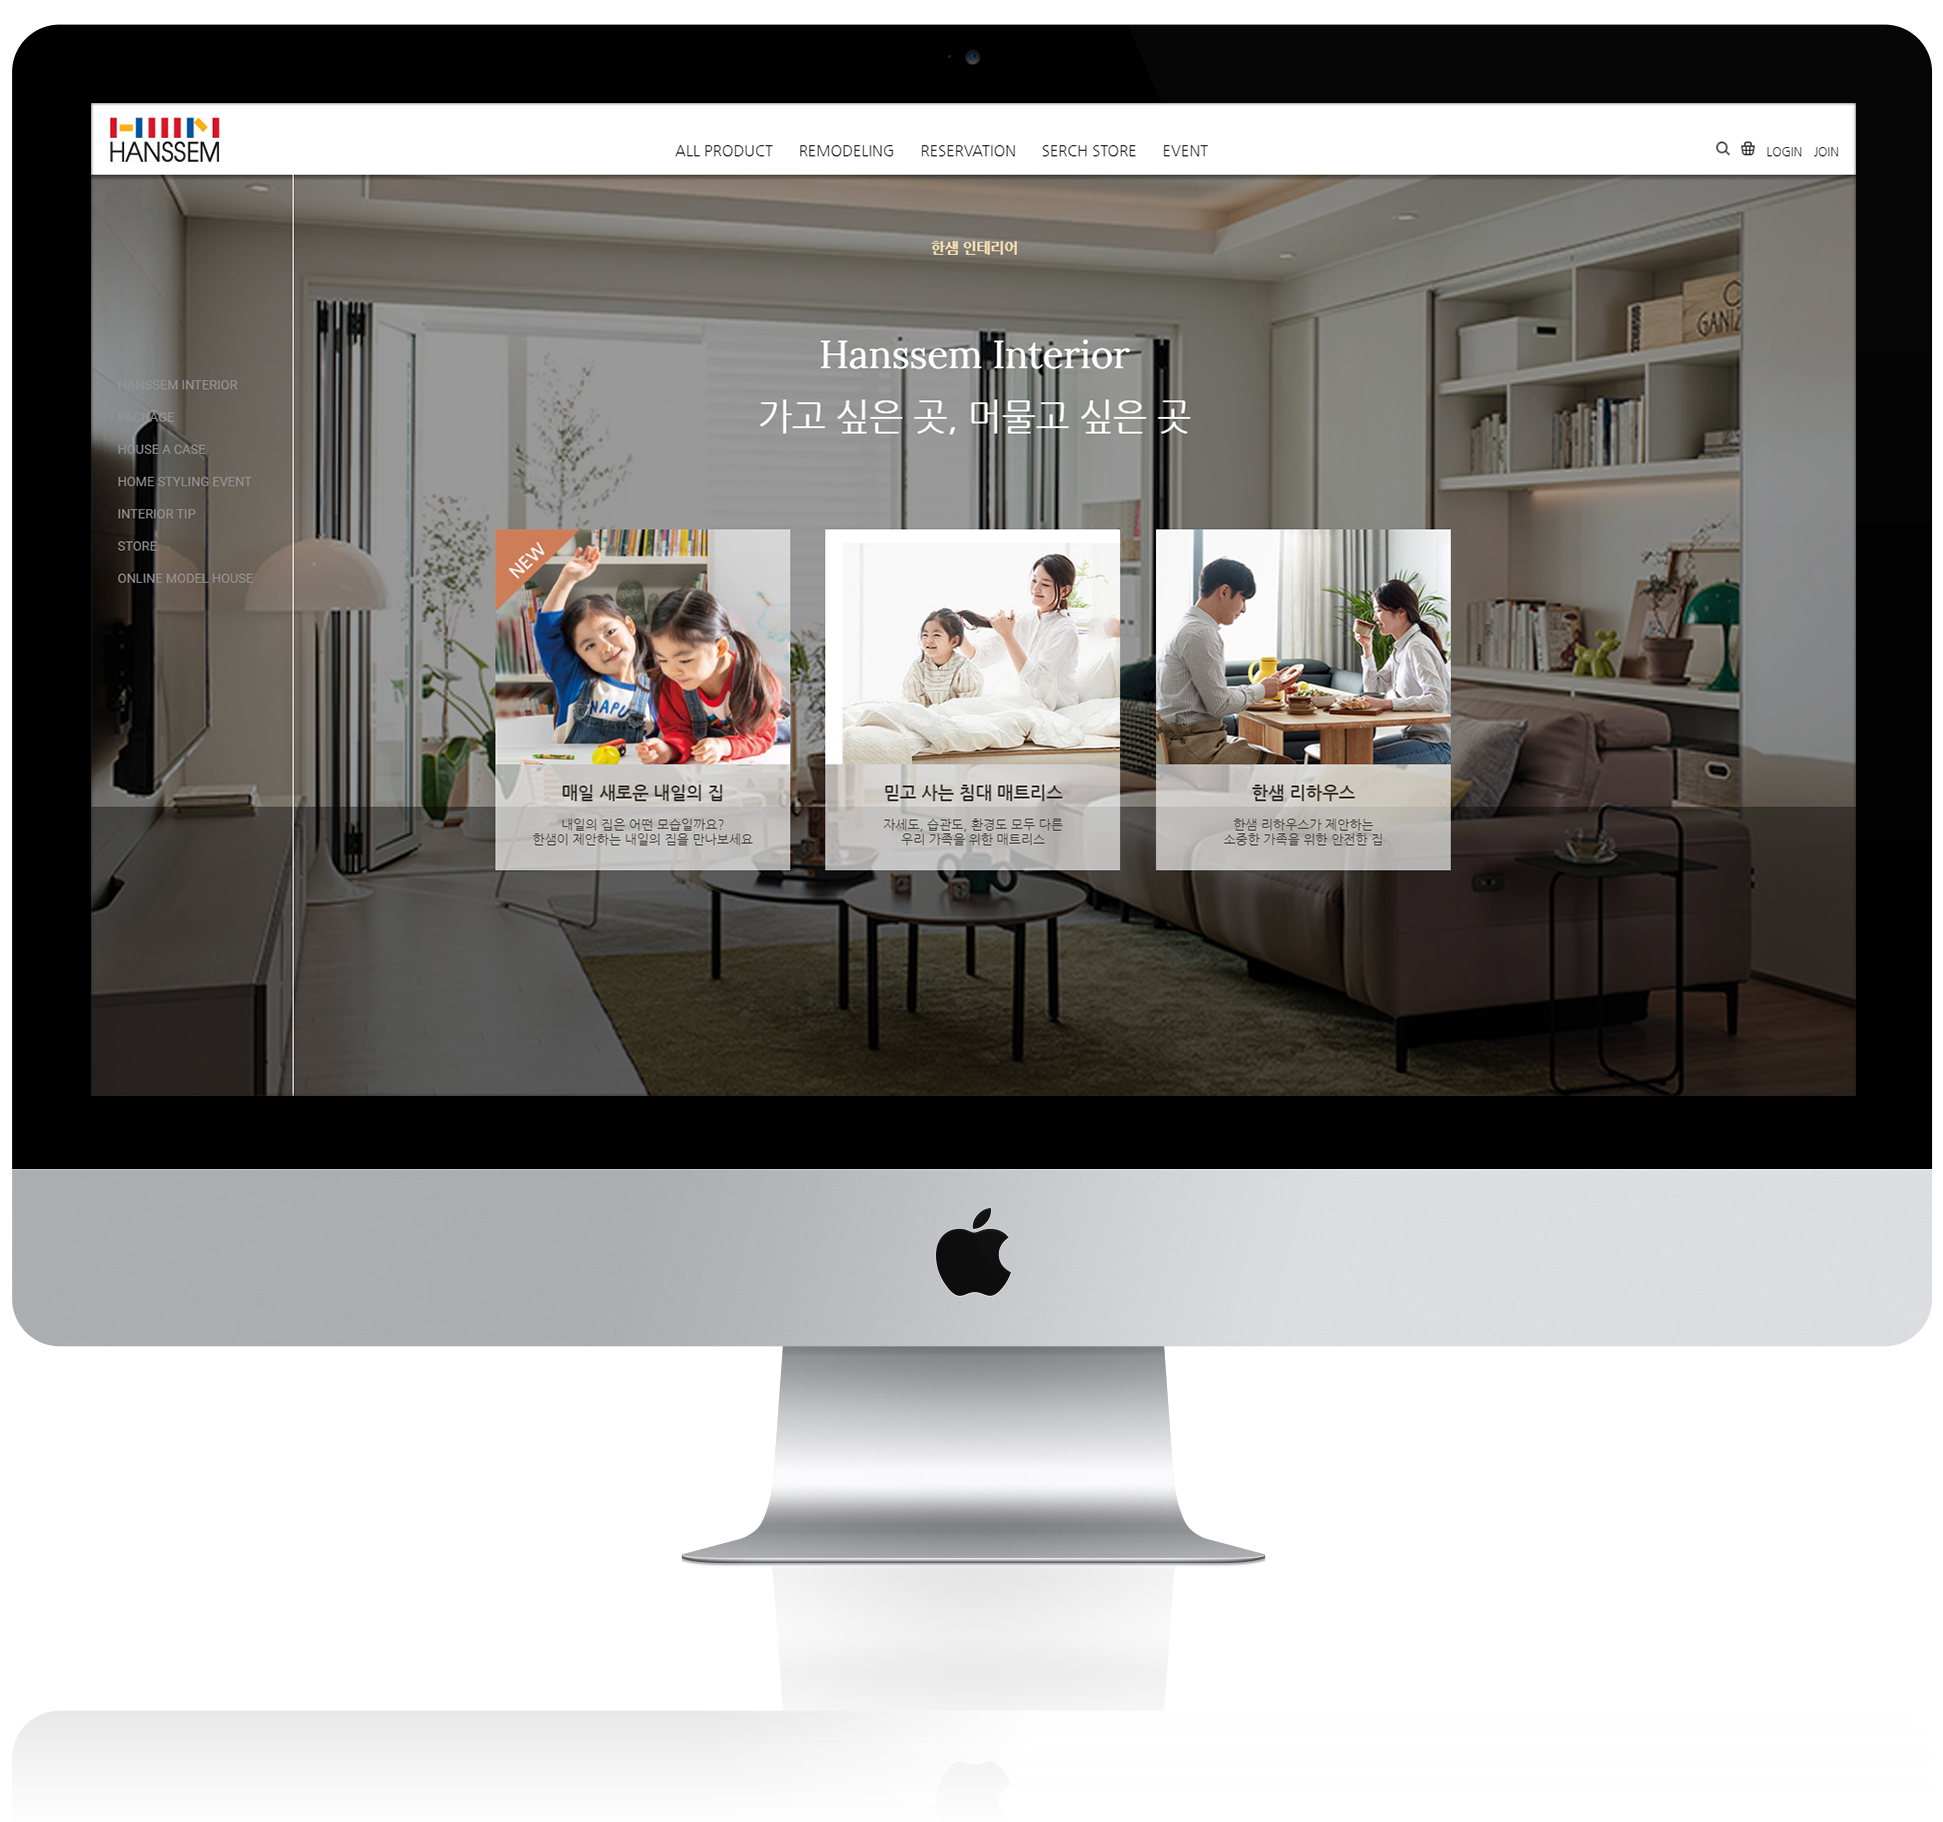 HANSSEM
ALL PRODUCT REMODELING RESERVATION SERCH STORE EVENT
LOGIN JOIN
한샘 인테리어
Hanssem Interior
가고 싶은 곳, 머물고 싶은 곳
HANSSEM INTERIOR
PACKAGE
HOUSE A CASE
HOME STYLING EVENT
INTERIOR TIP
STORE
ONLINE MODEL HOUSE
NEW
매일 새로운 내일의 집
내일의 집은 어떤 모습일까요?
한샘이 제안하는 내일의 집을 만나보세요
믿고 사는 침대 매트리스
자세도, 습관도, 환경도 모두 다른
우리 가족을 위한 매트리스
한샘 리하우스
한샘 리하우스가 제안하는
소중한 가족을 위한 안전한 집